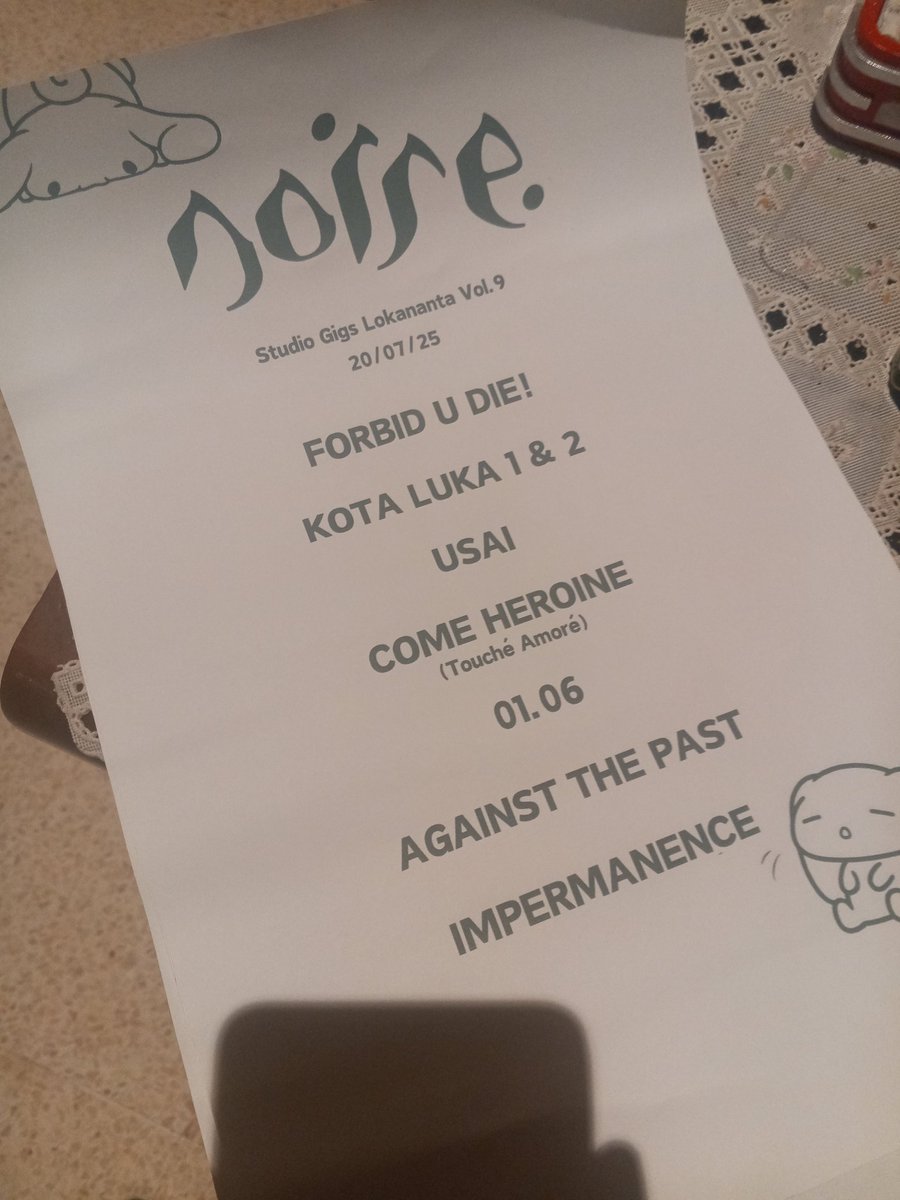 Studio Gigs Lokananta Vol.9
20/07/25
FORBID U DIE!
KOTA LUKA 1 & 2
USAI
COME HEROINE
(Touché Amoré)
01.06
AGAINST THE PAST
IMPERMANENCE